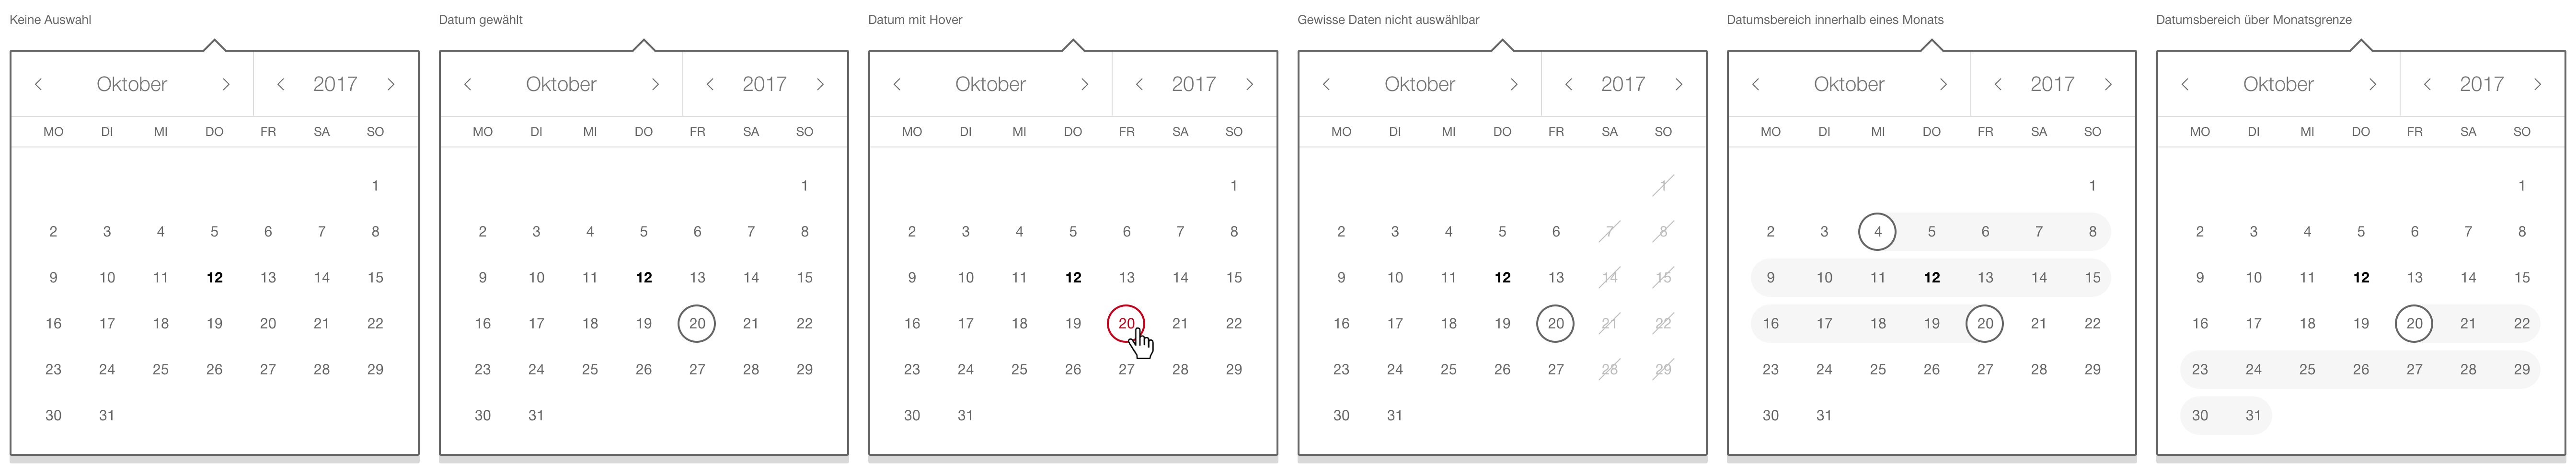 Keine Auswahl
Oktober 2017
MO DI MI DO FR SA SO
1
2 3 4 5 6 7 8
9 10 11 12 13 14 15
16 17 18 19 20 21 22
23 24 25 26 27 28 29
30 31
Datum gewählt
Oktober 2017
MO DI MI DO FR SA SO
1
2 3 4 5 6 7 8
9 10 11 12 13 14 15
16 17 18 19 20 21 22
23 24 25 26 27 28 29
30 31
Datum mit Hover
Oktober 2017
MO DI MI DO FR SA SO
1
2 3 4 5 6 7 8
9 10 11 12 13 14 15
16 17 18 19 20 21 22
23 24 25 26 27 28 29
30 31
Gewisse Daten nicht auswählbar
Oktober 2017
MO DI MI DO FR SA SO
1
2 3 4 5 6 7 8
9 10 11 12 13 14 15
16 17 18 19 20 21 22
23 24 25 26 27 28 29
30 31
Datumsbereich innerhalb eines Monats
Oktober 2017
MO DI MI DO FR SA SO
1
2 3 4 5 6 7 8
9 10 11 12 13 14 15
16 17 18 19 20 21 22
23 24 25 26 27 28 29
30 31
Datumsbereich über Monatsgrenze
Oktober 2017
MO DI MI DO FR SA SO
1
2 3 4 5 6 7 8
9 10 11 12 13 14 15
16 17 18 19 20 21 22
23 24 25 26 27 28 29
30 31